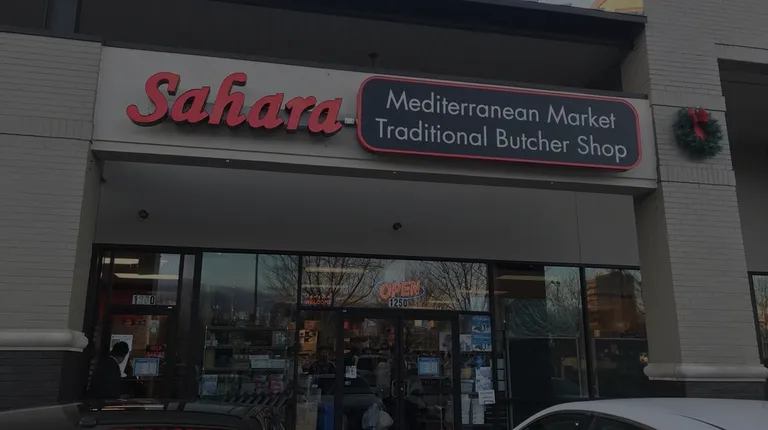 Sahara
Mediterranean Market
Traditional Butcher Shop
OPEN
1250